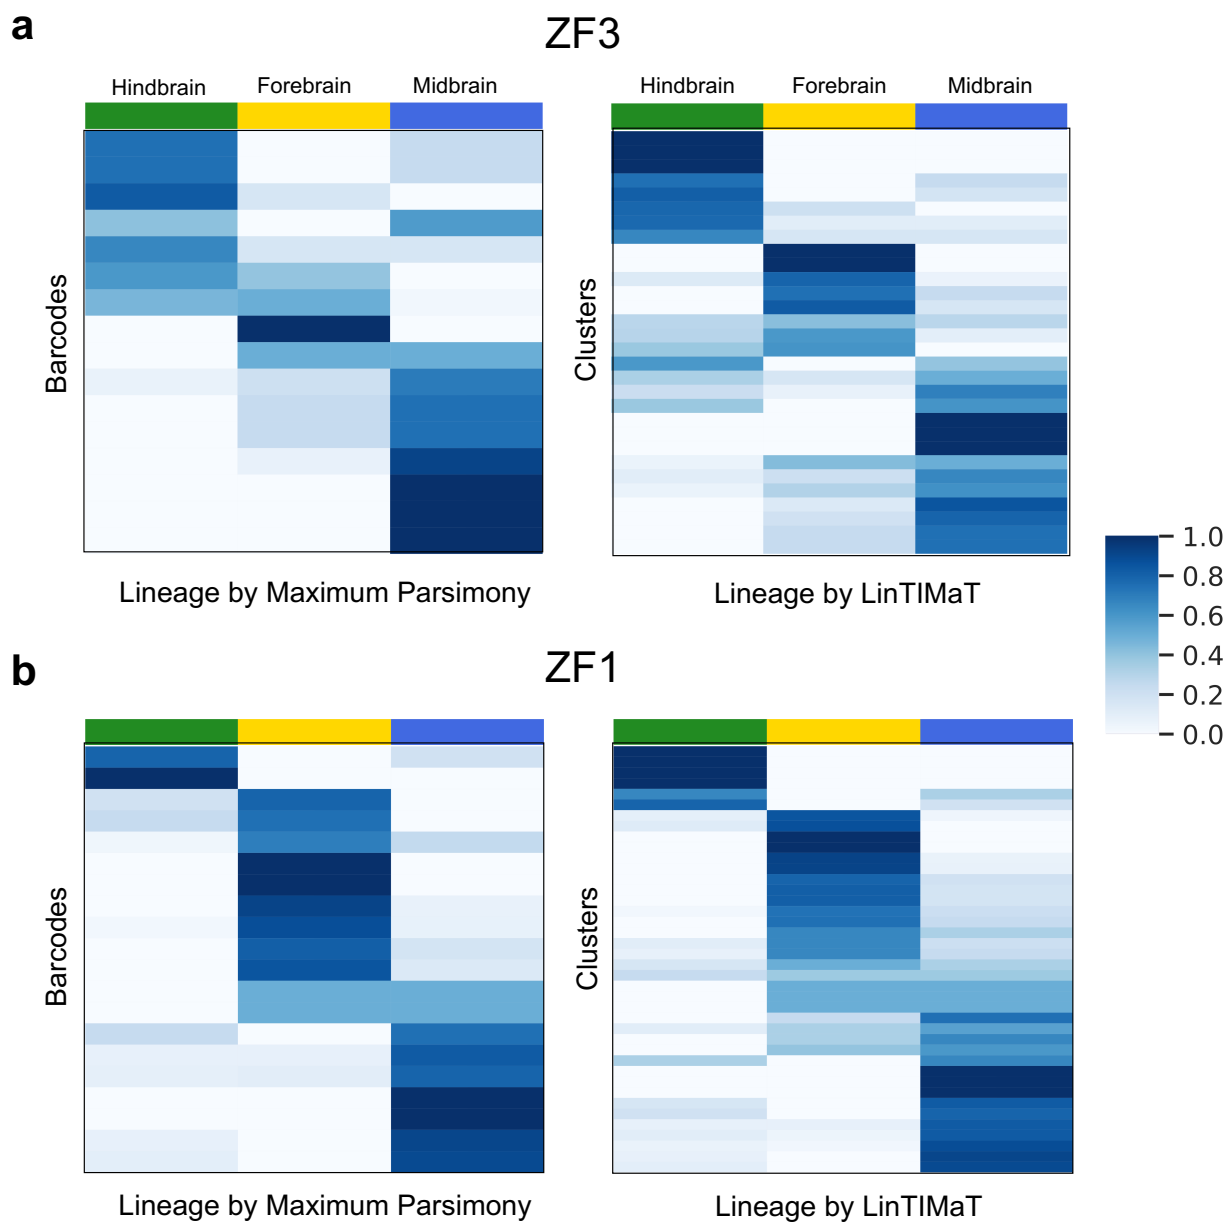 a
ZF3
Hindbrain Forebrain Midbrain
Hindbrain Forebrain Midbrain
Barcodes
Clusters
Lineage by Maximum Parsimony
Lineage by LinTIMaT
1.0
0.8
0.6
0.4
0.2
0.0
b
ZF1
Barcodes
Clusters
Lineage by Maximum Parsimony
Lineage by LinTIMaT